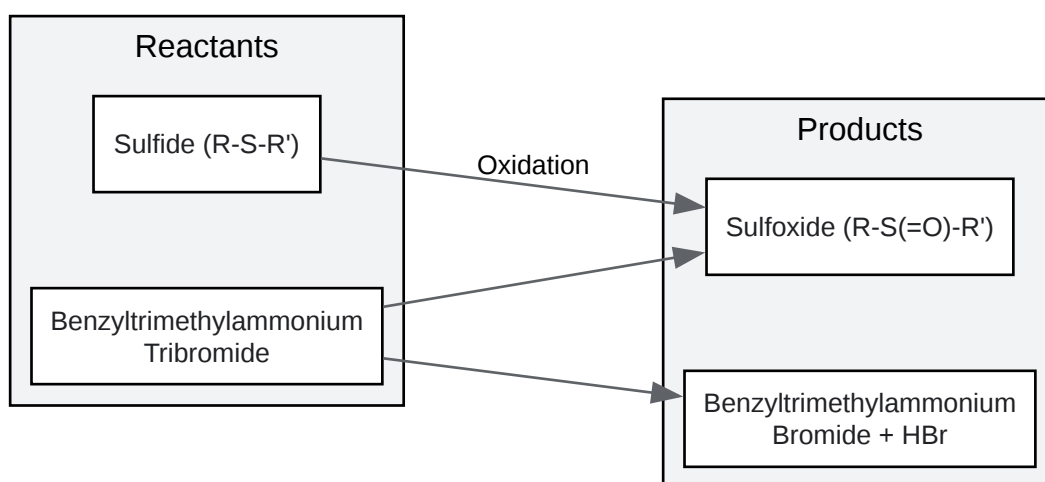 Reactants
Sulfide (R-S-R')
Benzyltrimethylammonium
Tribromide
Oxidation
Products
Sulfoxide (R-S(=O)-R')
Benzyltrimethylammonium
Bromide + HBr